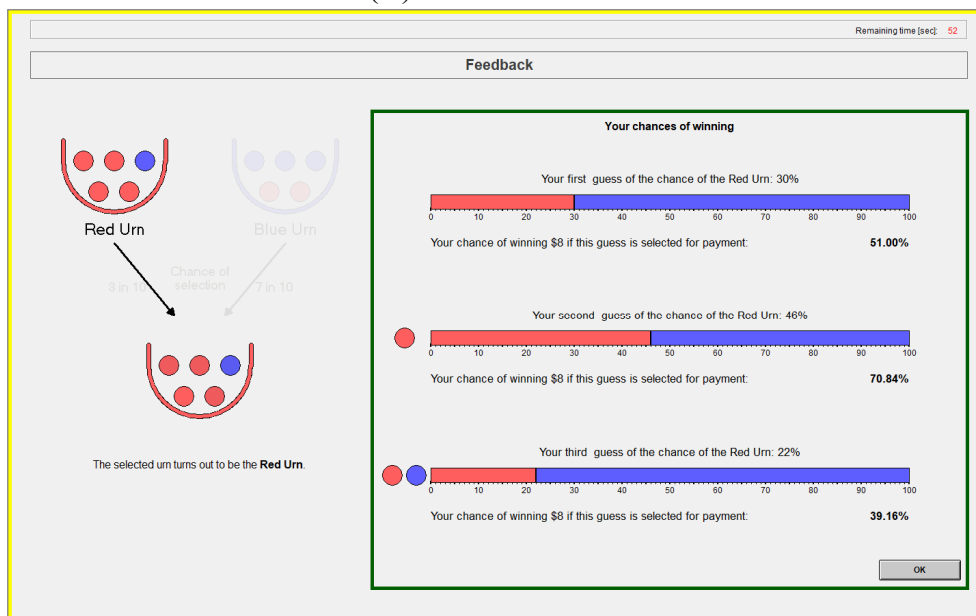 Remaining time [sec]: 52
Feedback
Red Urn
Blue Urn
Chance of
selection
3 in 10
7 in 10
The selected urn turns out to be the Red Urn.
Your chances of winning
Your first guess of the chance of the Red Urn: 30%
0 10 20 30 40 50 60 70 80 90 100
Your chance of winning $8 if this guess is selected for payment: 51.00%
Your second guess of the chance of the Red Urn: 46%
0 10 20 30 40 50 60 70 80 90 100
Your chance of winning $8 if this guess is selected for payment: 70.84%
Your third guess of the chance of the Red Urn: 22%
0 10 20 30 40 50 60 70 80 90 100
Your chance of winning $8 if this guess is selected for payment: 39.16%
OK